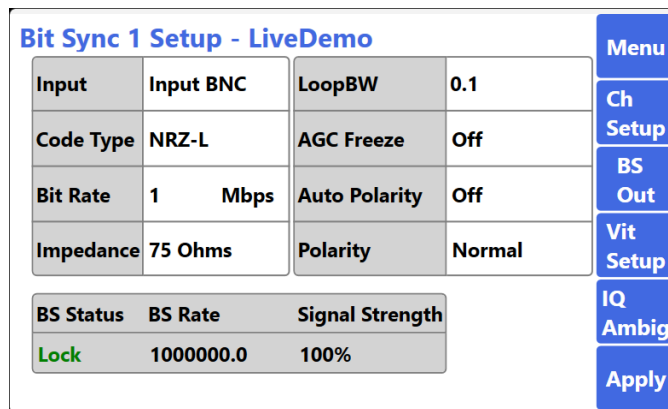 Bit Sync 1 Setup - LiveDemo
Input Input BNC LoopBW 0.1
Code Type NRZ-L AGC Freeze Off
Bit Rate 1 Mbps Auto Polarity Off
Impedance 75 Ohms Polarity Normal
BS Status BS Rate Signal Strength
Lock 1000000.0 100%
Menu
Ch
Setup
BS
Out
Vit
Setup
IQ
Ambig
Apply